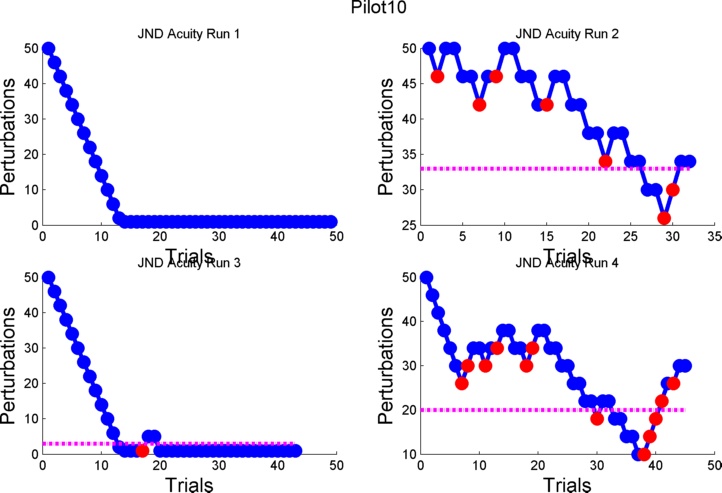 Pilot10
JND Acuity Run 1
Perturbations
50
40
30
20
10
0
0 10 20 30 40 50
Trials
JND Acuity Run 2
Perturbations
50
45
40
35
30
25
0 5 10 15 20 25 30 35
Trials
JND Acuity Run 3
Perturbations
50
40
30
20
10
0
0 10 20 30 40 50
Trials
JND Acuity Run 4
Perturbations
50
40
30
20
10
0 10 20 30 40 50
Trials